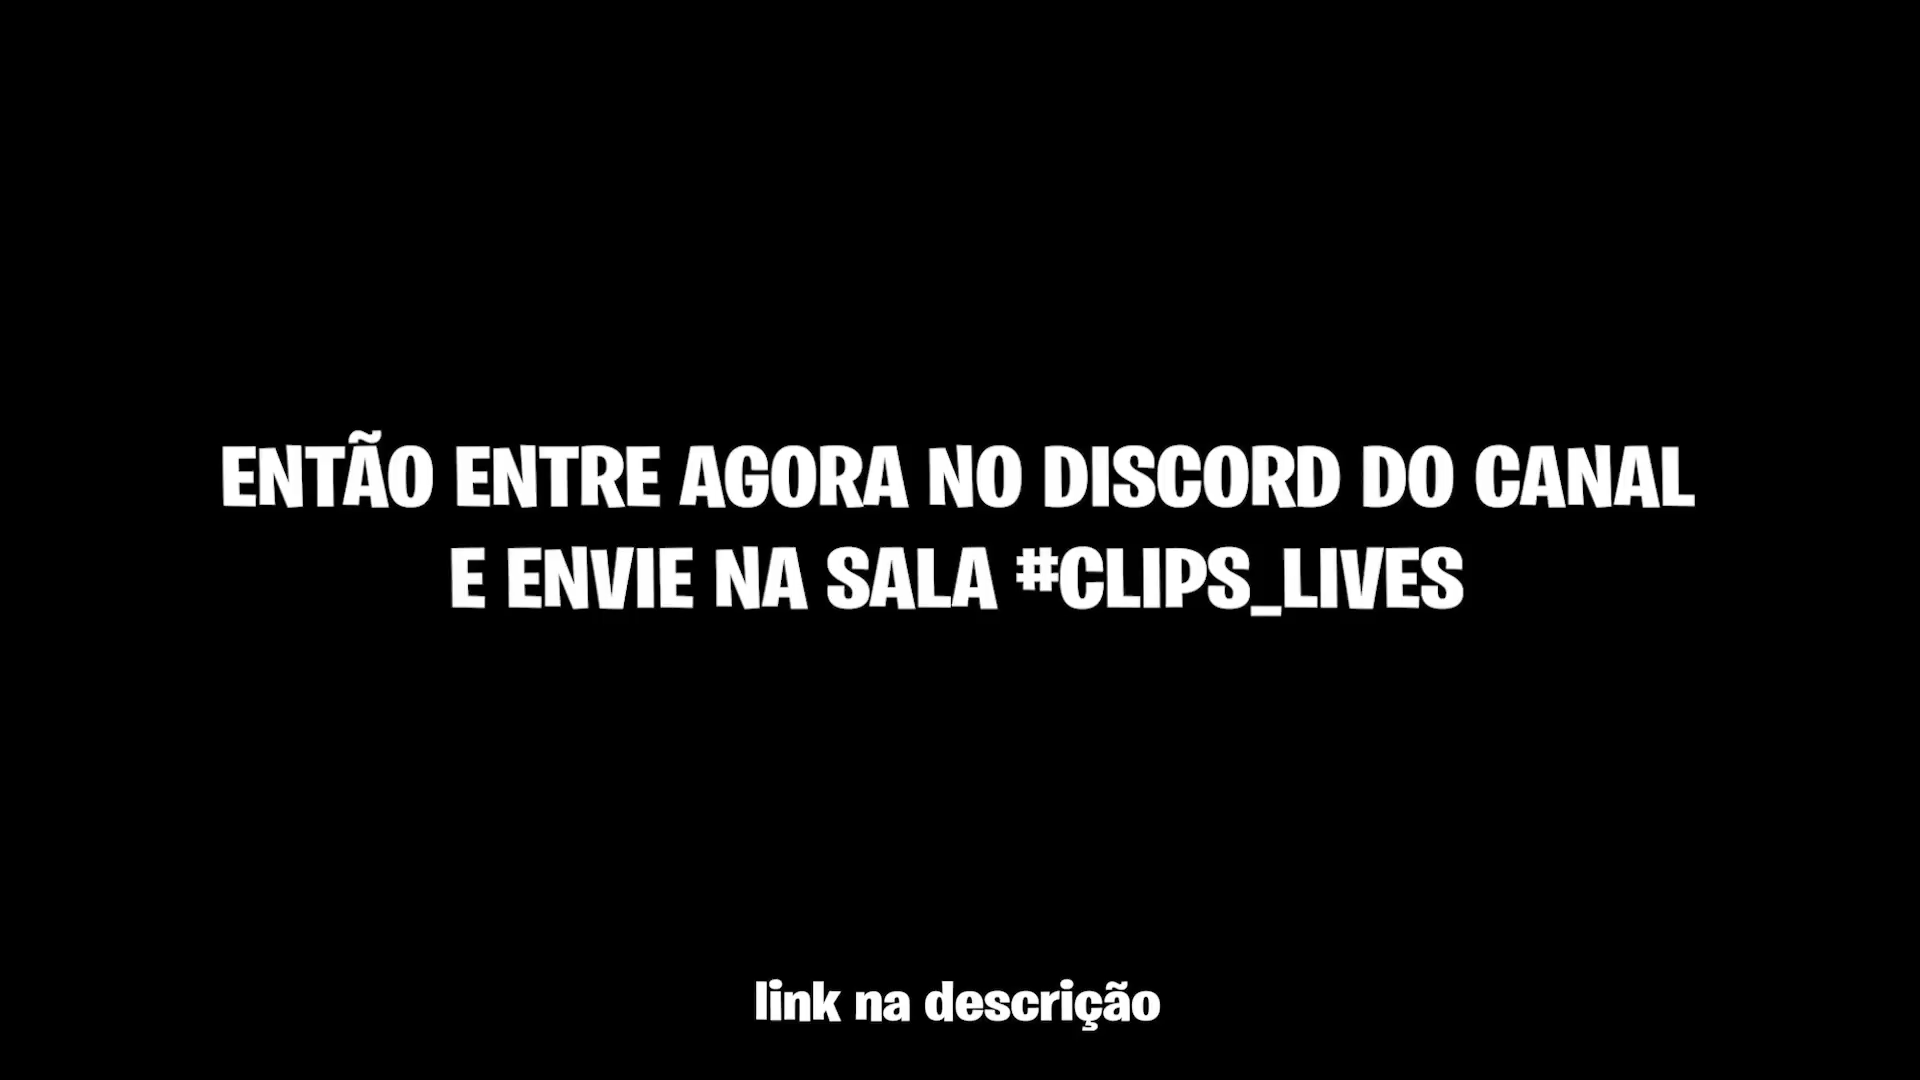 ENTÃO ENTRE AGORA NO DISCORD DO CANAL
E ENVIE NA SALA #CLIPS_LIVES
link na descrição